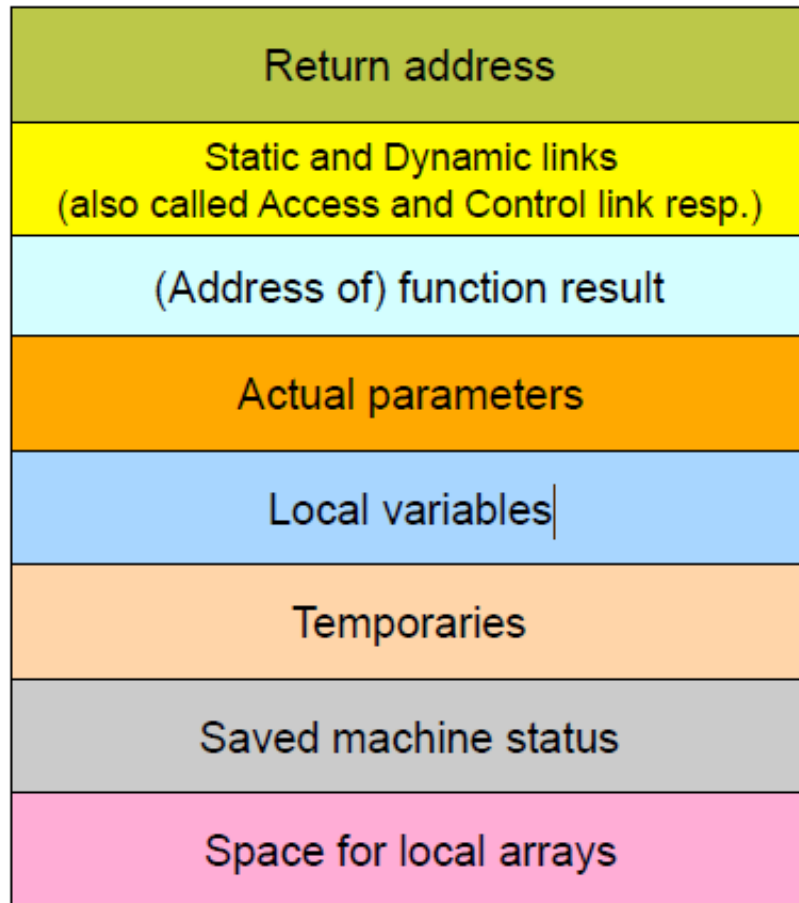 Return address
Static and Dynamic links
(also called Access and Control link resp.)
(Address of) function result
Actual parameters
Local variables
Temporaries
Saved machine status
Space for local arrays